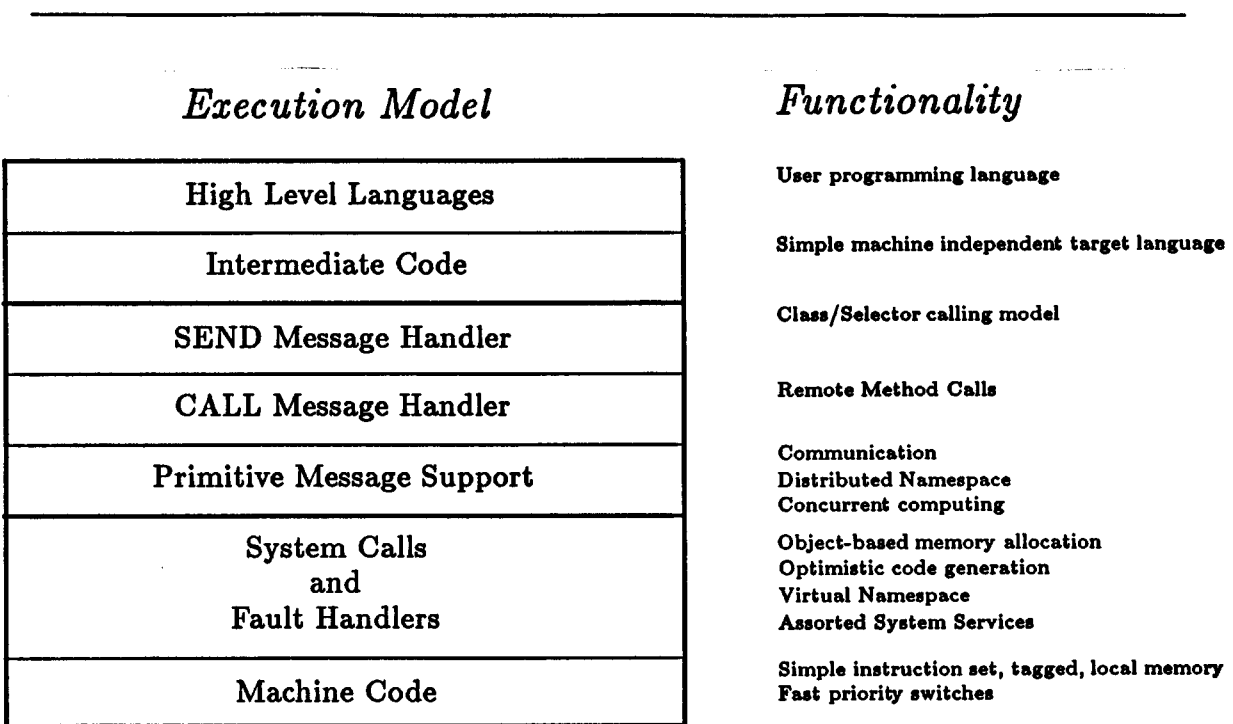 Execution Model
Functionality
High Level Languages
User programming language
Intermediate Code
Simple machine independent target language
SEND Message Handler
Class/Selector calling model
CALL Message Handler
Remote Method Calls
Primitive Message Support
Communication
Distributed Namespace
Concurrent computing
System Calls
and
Fault Handlers
Object-based memory allocation
Optimistic code generation
Virtual Namespace
Assorted System Services
Machine Code
Simple instruction set, tagged, local memory
Fast priority switches